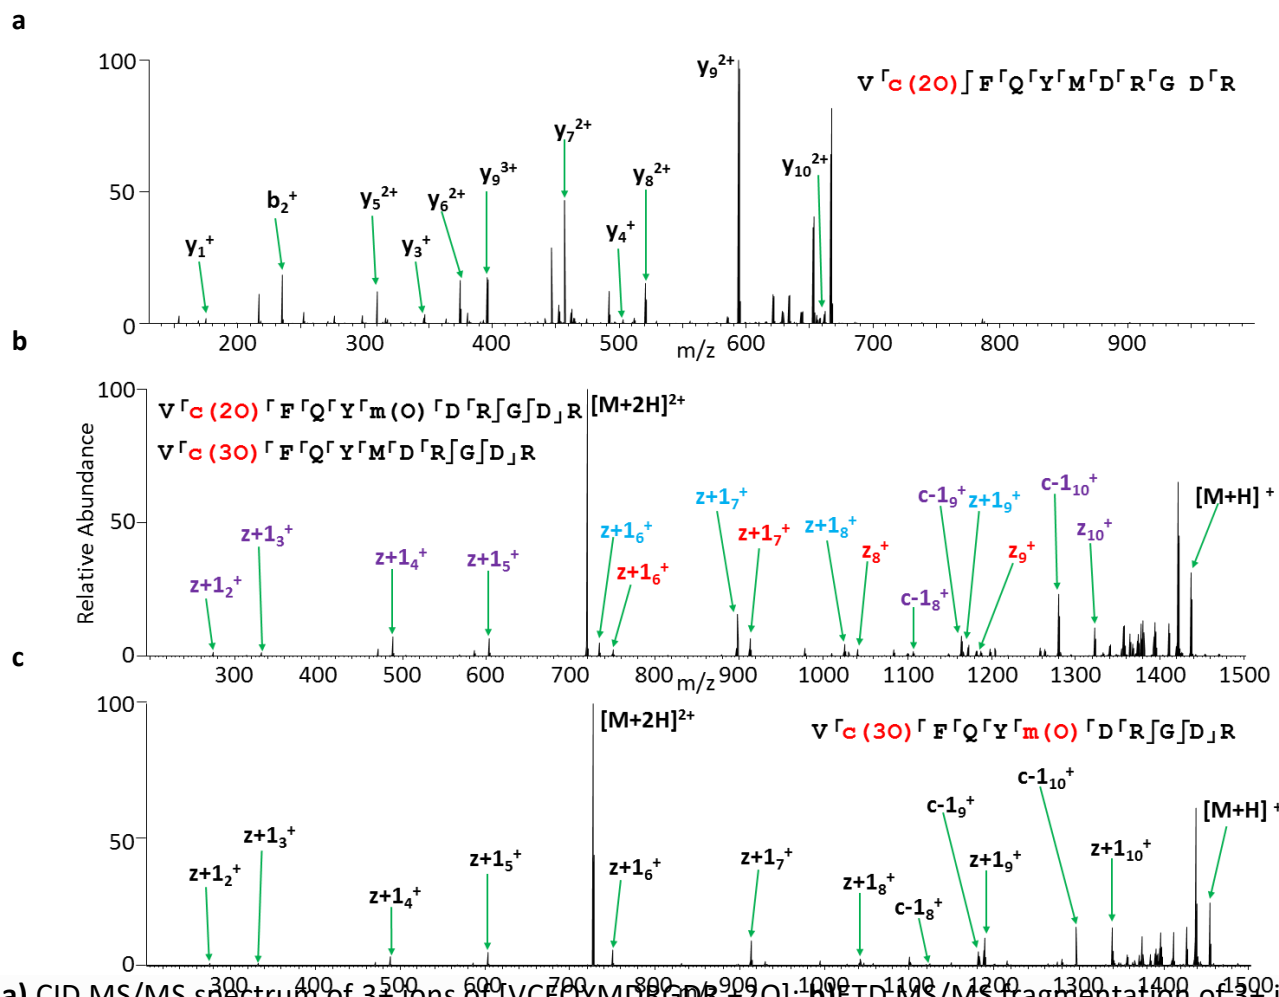 a
100
50
0
y1+
b2+
y5 2+
y3+
y6 2+
y9 3+
y7 2+
y4+
y8 2+
y9 2+
y10 2+
V┌c(2O)⌡F┌Q┌Y┌M┌D┌R┌G D┌R
200 300 400 500 600 700 800 900
m/z
b
100
50
0
Relative Abundance
V┌c(2O)┌F┌Q┌Y┌m(O)┌D┌R⌡G⌡D⌟R
V┌c(3O)┌F┌Q┌Y┌M┌D┌R⌡G⌡D⌟R
[M+2H]2+
z+12+
z+13+
z+14+
z+15+
z+16+
z+16+
z+17+
z+17+
z+18+
z8+
c-18+
c-19+
z+19+
z9+
c-110+
z10+
[M+H] +
300 400 500 600 700 800 900 1000 1100 1200 1300 1400 1500
m/z
c
100
50
0
[M+2H]2+
V┌c(3O)┌F┌Q┌Y┌m(O)┌D┌R⌡G⌡D⌟R
z+12+
z+13+
z+14+
z+15+
z+16+
z+17+
z+18+
c-18+
c-19+
z+19+
c-110+
z+110+
[M+H] +